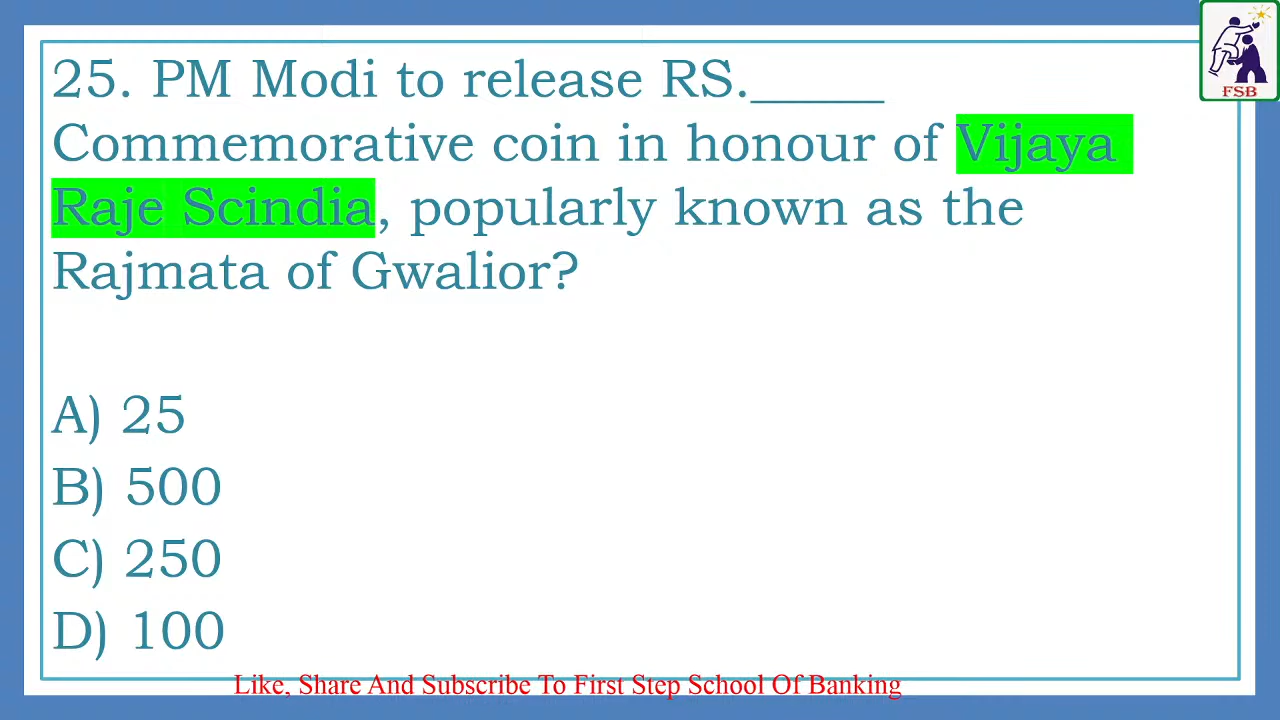 25. PM Modi to release RS._____
Commemorative coin in honour of Vijaya
Raje Scindia, popularly known as the
Rajmata of Gwalior?
A) 25
B) 500
C) 250
D) 100
Like, Share And Subscribe To First Step School Of Banking
FSB